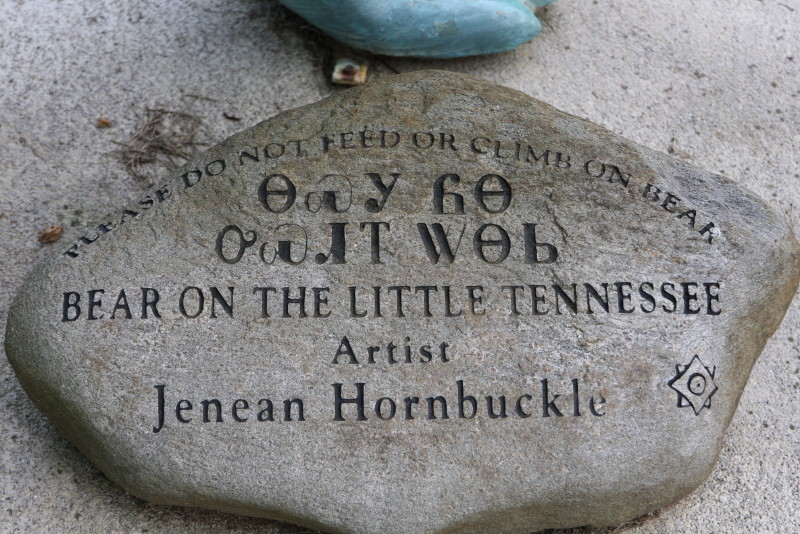 PLEASE DO NOT FEED OR CLIMB ON BEAR
ᎾᏍᎩ ᏲᎾ
ᎤᏍᏗᎢ ᏔᎾᏏ
BEAR ON THE LITTLE TENNESSEE
Artist
Jenean Hornbuckle